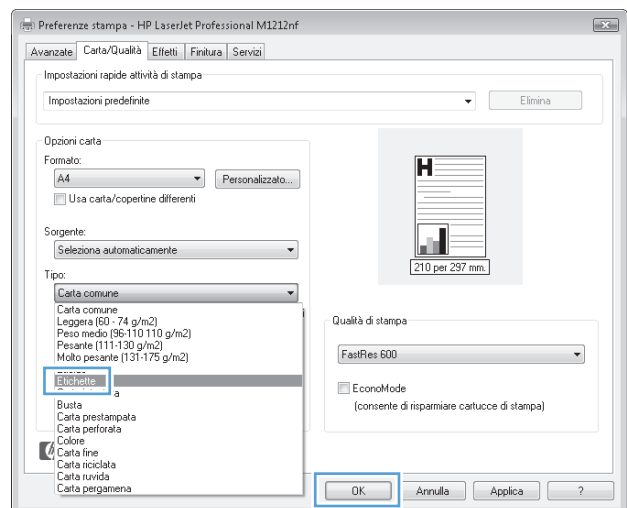 Preferenze stampa - HP LaserJet Professional M1212nf
Avanzate Carta/Qualità Effetti Finitura Servizi
Impostazioni rapide attività di stampa
Impostazioni predefinite
Elimina
Opzioni carta
Formato:
A4
Personalizzato...
Usa carta/copertine differenti
Sorgente:
Seleziona automaticamente
Tipo:
Carta comune
Carta comune
Leggera (60 - 74 g/m2)
Peso medio (96-110 110 g/m2)
Pesante (111-130 g/m2)
Molto pesante (131-175 g/m2)
Etichette
a
Busta
Carta prestampata
Carta perforata
Colore
Carta fine
Carta riciclata
Carta ruvida
Carta pergamena
H
210 per 297 mm.
Qualità di stampa
FastRes 600
EconoMode
(consente di risparmiare cartucce di stampa)
OK Annulla Applica ?